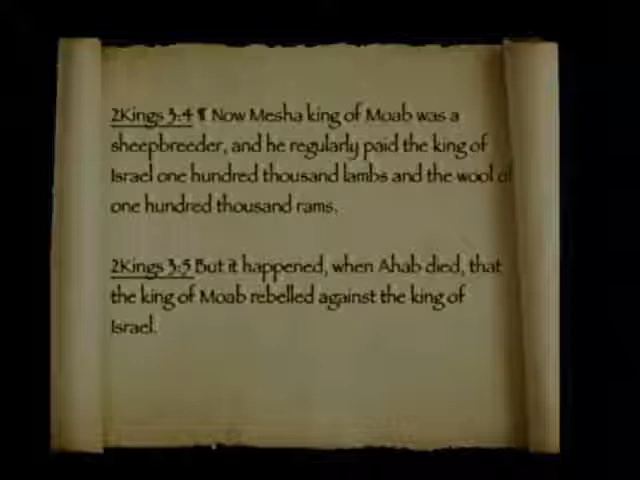 2Kings 3:4 ¶ Now Mesha king of Moab was a
sheepbreeder, and he regularly paid the king of
Israel one hundred thousand lambs and the wool of
one hundred thousand rams.
2Kings 3:5 But it happened, when Ahab died, that
the king of Moab rebelled against the king of
Israel.